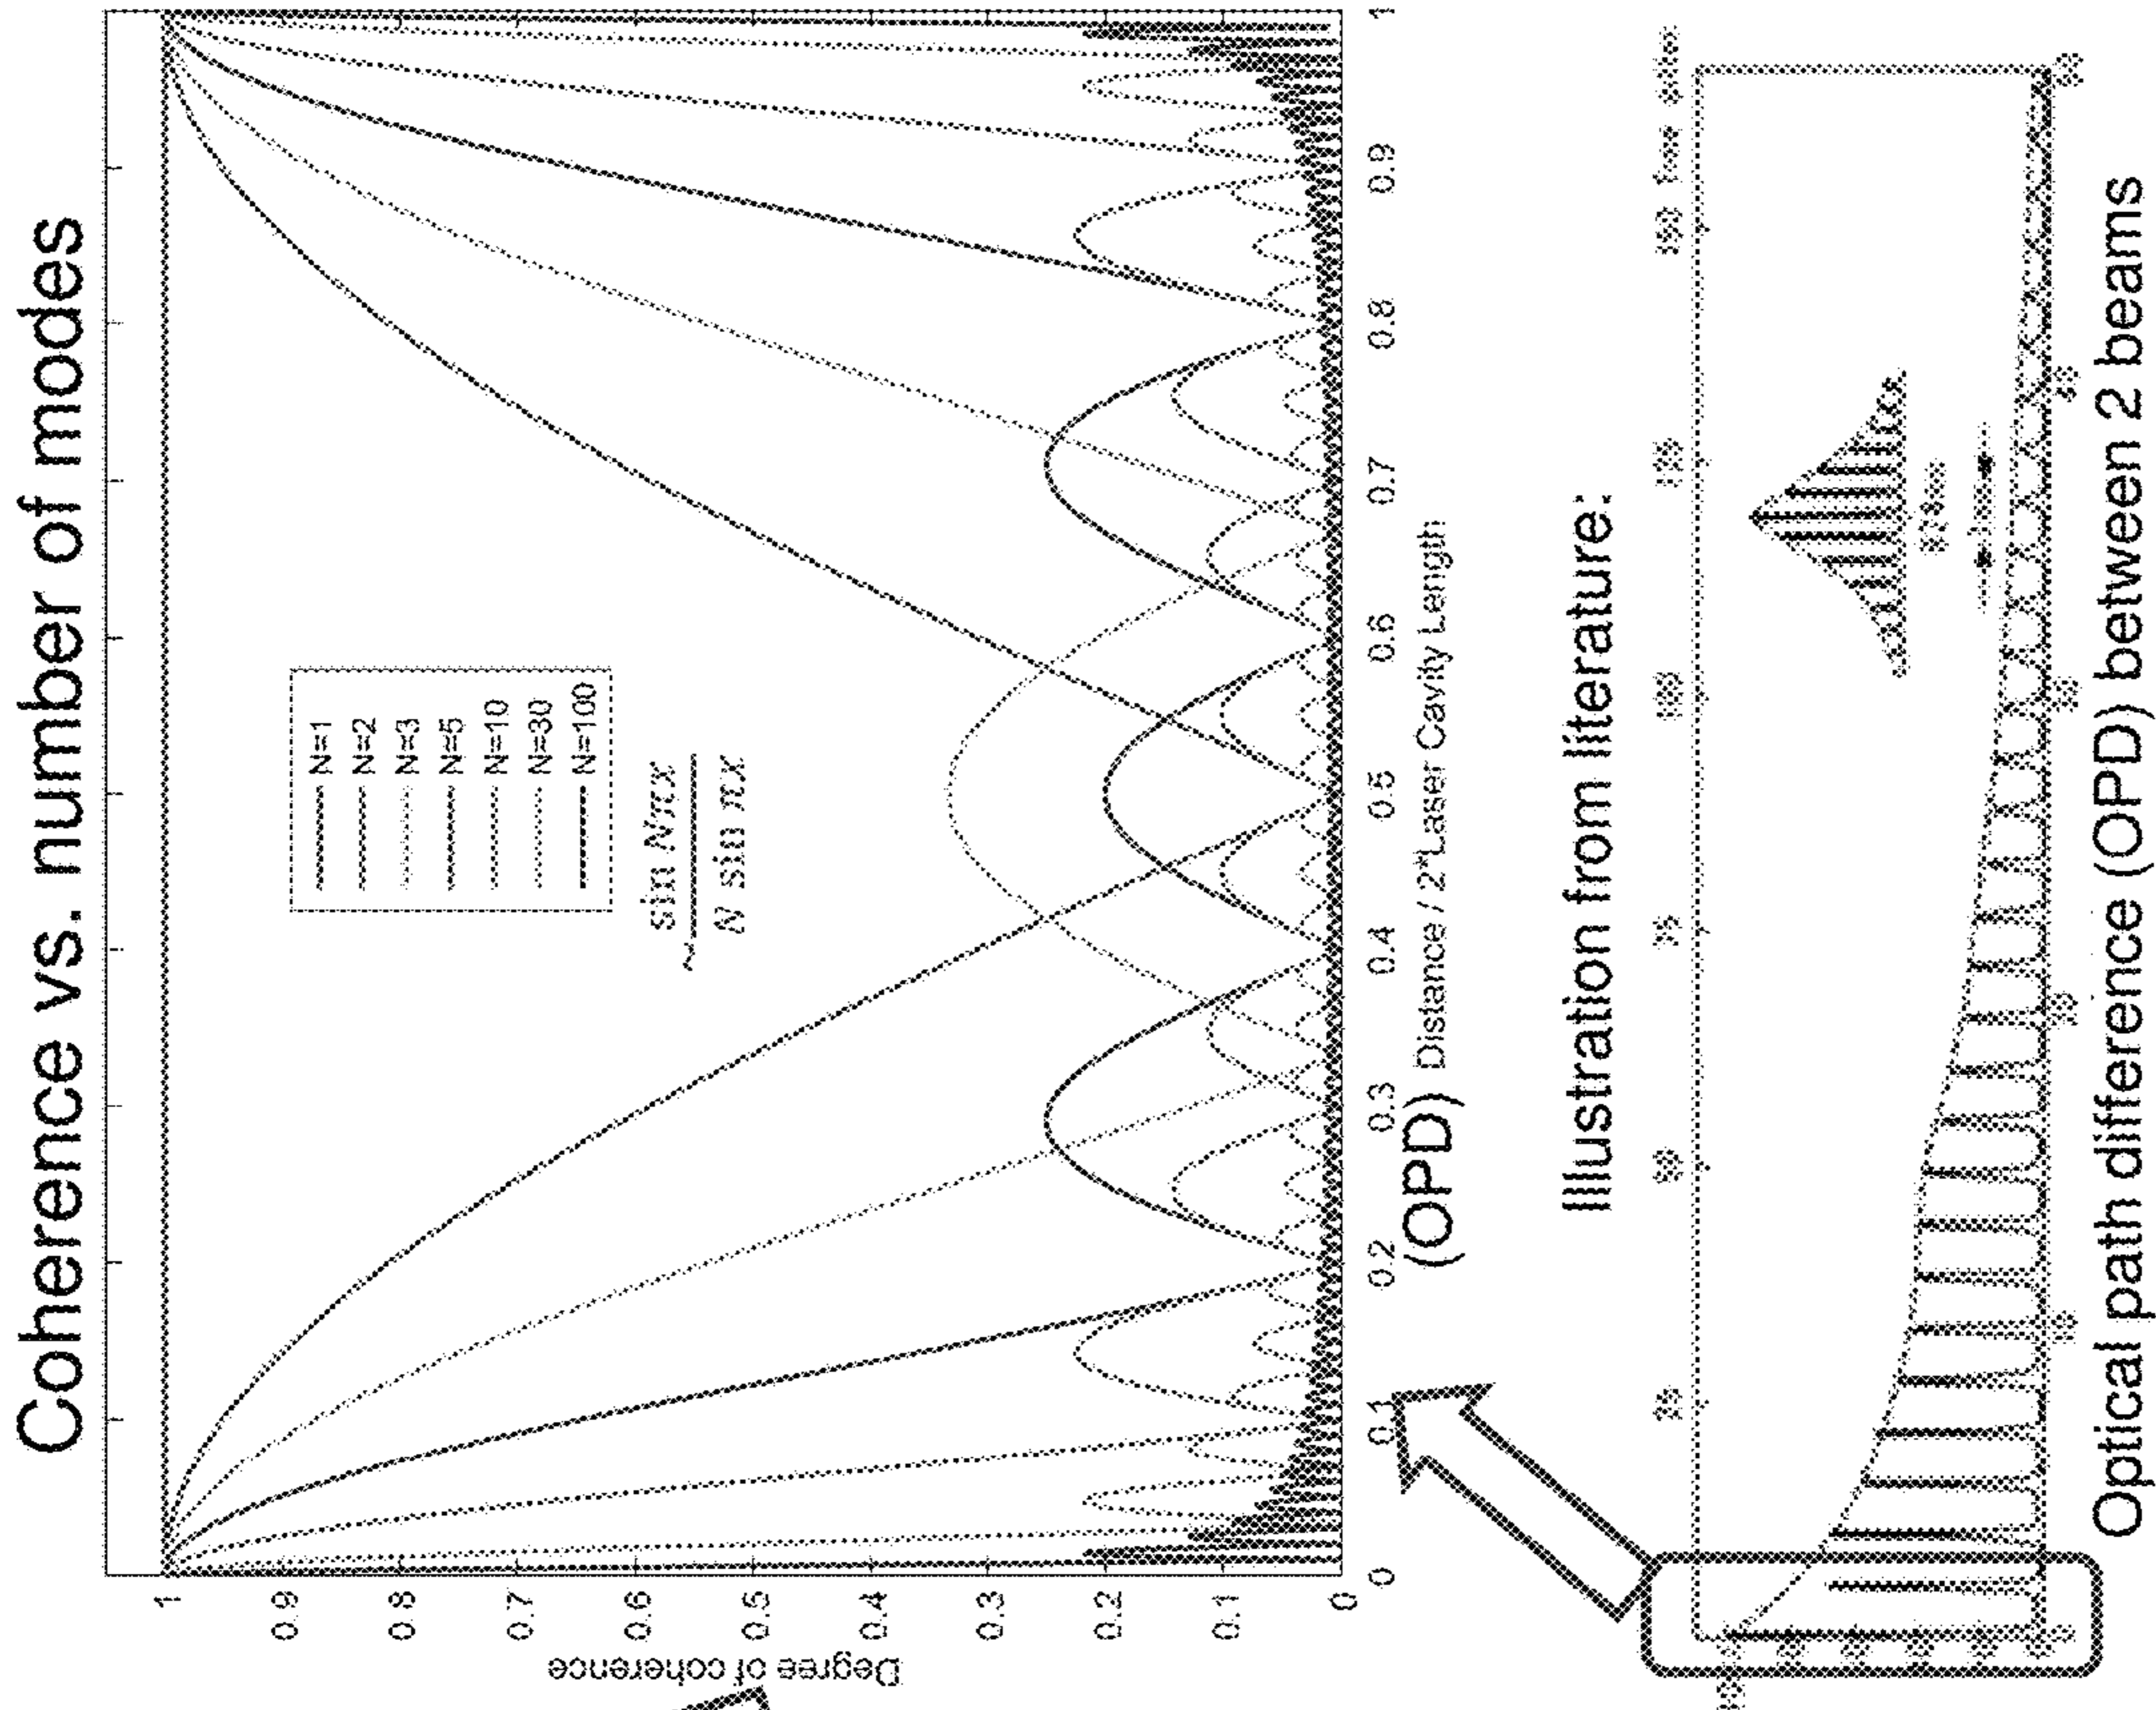 Coherence vs. number of modes
N=1
N=2
N=3
N=5
N=10
N=30
N=100
~ sin Nπx
N sin πx
Degree of coherence
1
0.9
0.8
0.7
0.6
0.5
0.4
0.3
0.2
0.1
0
0 0.1 0.2 0.3 0.4 0.5 0.6 0.7 0.8 0.9 1
(OPD) Distance / 2*Laser Cavity Length
Illustration from literature:
Optical path difference (OPD) between 2 beams